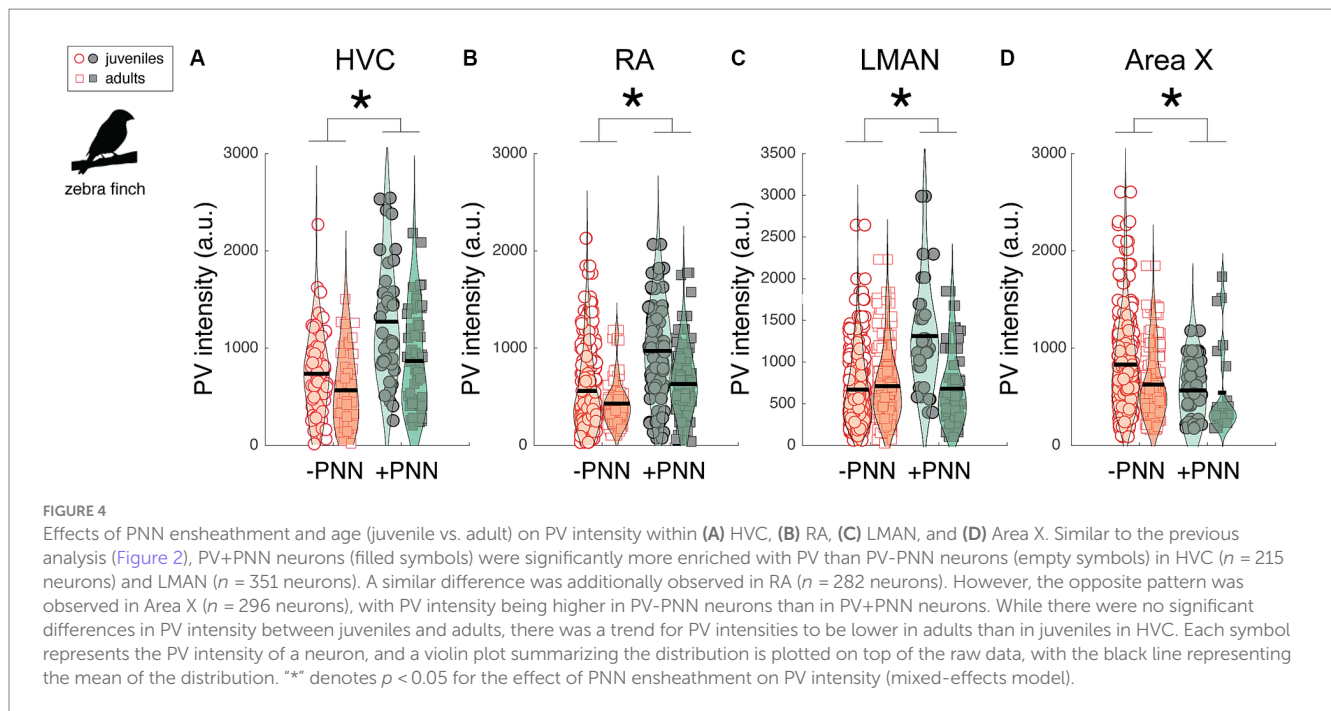 juveniles
adults
zebra finch
A
HVC
*
PV intensity (a.u.)
3000
2000
1000
0
-PNN +PNN
B
RA
*
PV intensity (a.u.)
3000
2000
1000
0
-PNN +PNN
C
LMAN
*
PV intensity (a.u.)
3500
3000
2500
2000
1500
1000
500
0
-PNN +PNN
D
Area X
*
PV intensity (a.u.)
3000
2000
1000
0
-PNN +PNN
FIGURE 4
Effects of PNN ensheathment and age (juvenile vs. adult) on PV intensity within (A) HVC, (B) RA, (C) LMAN, and (D) Area X. Similar to the previous
analysis (Figure 2), PV+PNN neurons (filled symbols) were significantly more enriched with PV than PV-PNN neurons (empty symbols) in HVC (n = 215
neurons) and LMAN (n = 351 neurons). A similar difference was additionally observed in RA (n = 282 neurons). However, the opposite pattern was
observed in Area X (n = 296 neurons), with PV intensity being higher in PV-PNN neurons than in PV+PNN neurons. While there were no significant
differences in PV intensity between juveniles and adults, there was a trend for PV intensities to be lower in adults than in juveniles in HVC. Each symbol
represents the PV intensity of a neuron, and a violin plot summarizing the distribution is plotted on top of the raw data, with the black line representing
the mean of the distribution. "*" denotes p < 0.05 for the effect of PNN ensheathment on PV intensity (mixed-effects model).